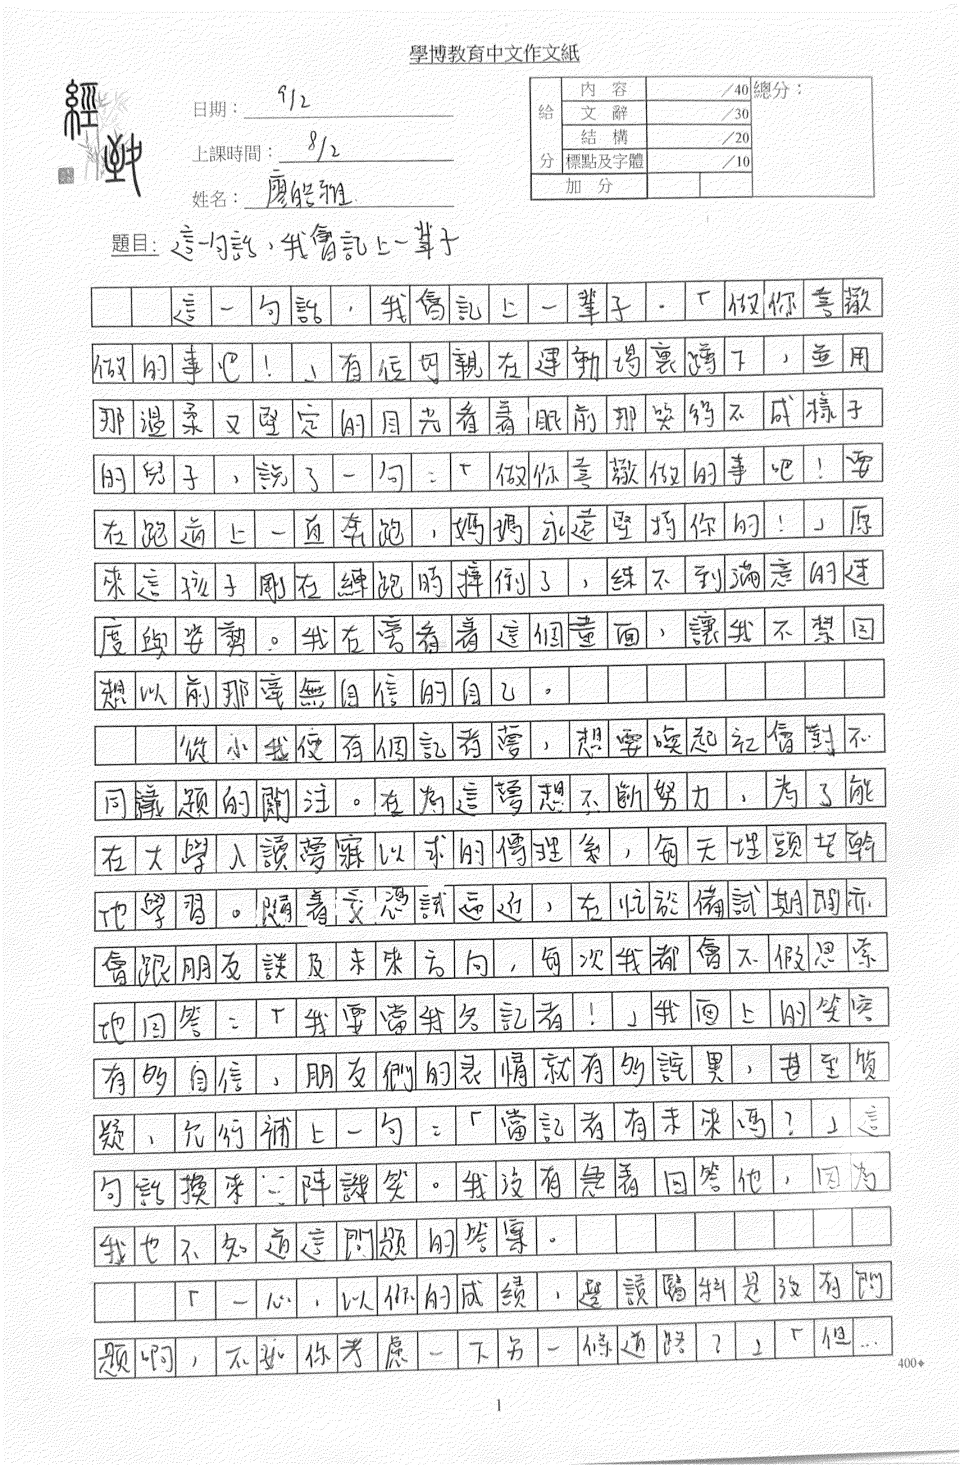 學博教育中文作文紙
經
日期：9/2
上課時間：8/2
姓名：廖皓雅
給分
內容 /40
文辭 /30
結構 /20
標點及字體 /10
加分
總分：
題目：這一句話，我會記上一輩子
這一句話，我會記上一輩子。「做你喜歡
做的事吧！」有位母親在運動場裏蹲下，並用
那溫柔又堅定的目光看着眼前那哭得不成樣子
的兒子，說了一句：「做你喜歡做的事吧！要
在跑道上一直奔跑，媽媽永遠堅持你的！」原
來這孩子剛在練跑時摔倒了，練不到滿意的速
度與姿勢。我在旁看着這個畫面，讓我不禁回
想以前那毫無自信的自己。
從小我便有個記者夢，想要喚起社會對不
同議題的關注。在為這夢想不斷努力，為了能
在大學入讀夢寐以求的傳理系，每天埋頭苦幹
地學習。隨着文憑試逼近，在忙於備試期間亦
會跟朋友談及未來方向，每次我都會不假思索
地回答：「我要當我名記者！」我面上的笑容
有多自信，朋友們的表情就有多詫異，甚至質
疑，允行補上一句：「當記者有未來嗎？」這
句話換來三陣譏笑。我沒有急着回答他，因為
我也不知道這問題的答案。
「一心，以你的成績，選讀醫科是沒有問
題啊，不如你考慮一下另一條道路？」「但…
400
1